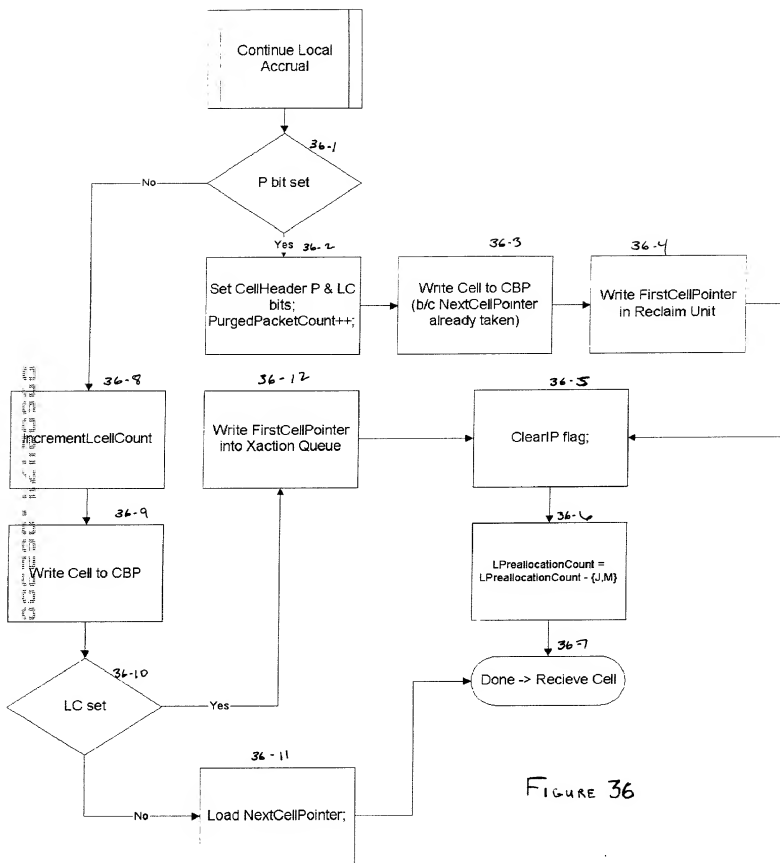 Continue Local
Accrual
36-1
P bit set
No
Yes
36-2
Set CellHeader P & LC
bits;
PurgedPacketCount++;
36-3
Write Cell to CBP
(b/c NextCellPointer
already taken)
36-4
Write FirstCellPointer
in Reclaim Unit
36-8
IncrementLcellCount
36-12
Write FirstCellPointer
into Xaction Queue
36-5
ClearIP flag;
36-9
Write Cell to CBP
36-6
LPreallocationCount =
LPreallocationCount - {J,M}
36-10
LC set
Yes
36-7
Done -> Recieve Cell
36-11
No
Load NextCellPointer;
FIGURE 36